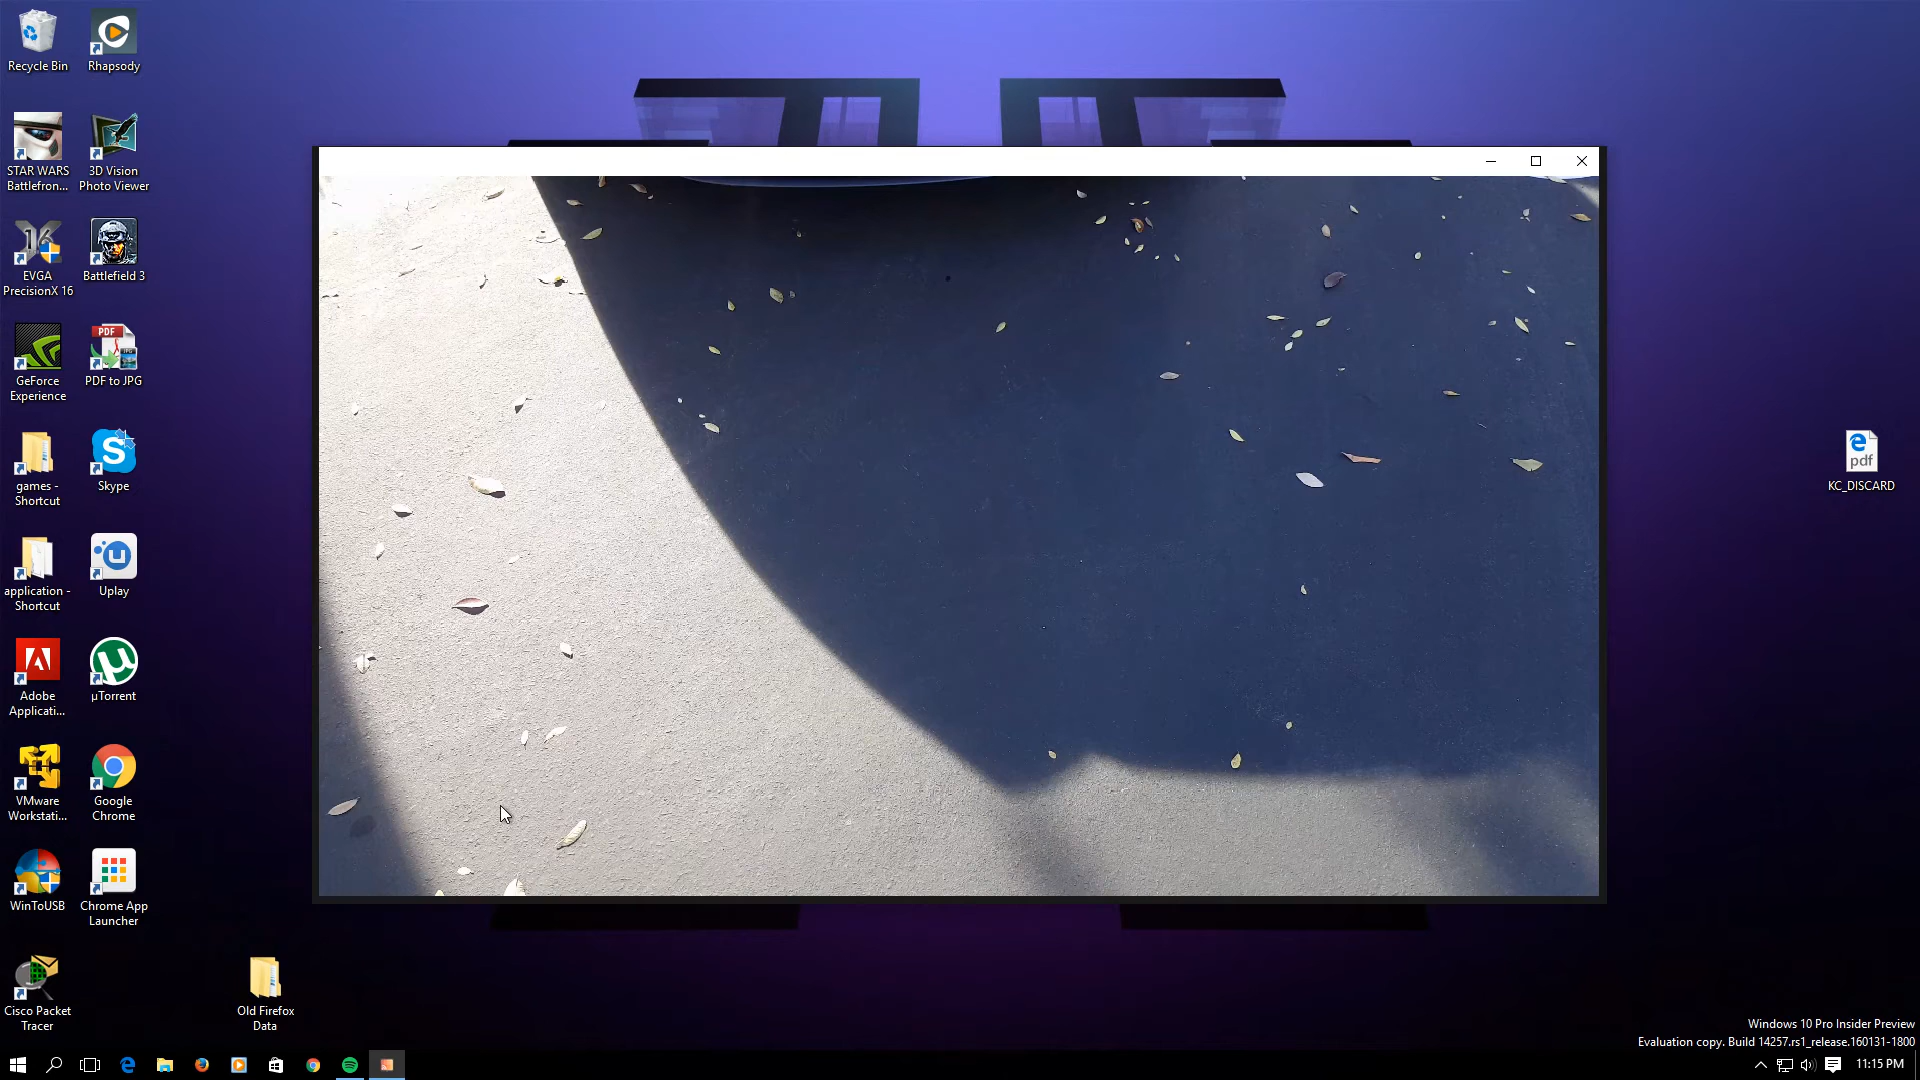 Recycle Bin
Rhapsody
STAR WARS
Battlefron...
3D Vision
Photo Viewer
EVGA
PrecisionX 16
Battlefield 3
GeForce
Experience
PDF
PDF to JPG
games -
Shortcut
S
Skype
application -
Shortcut
u
Uplay
Adobe
Applicati...
µ
µTorrent
VMware
Workstati...
Google
Chrome
WinToUSB
Chrome App
Launcher
Cisco Packet
Tracer
Old Firefox
Data
pdf
KC_DISCARD
Windows 10 Pro Insider Preview
Evaluation copy. Build 14257.rs1_release.160131-1800
11:15 PM